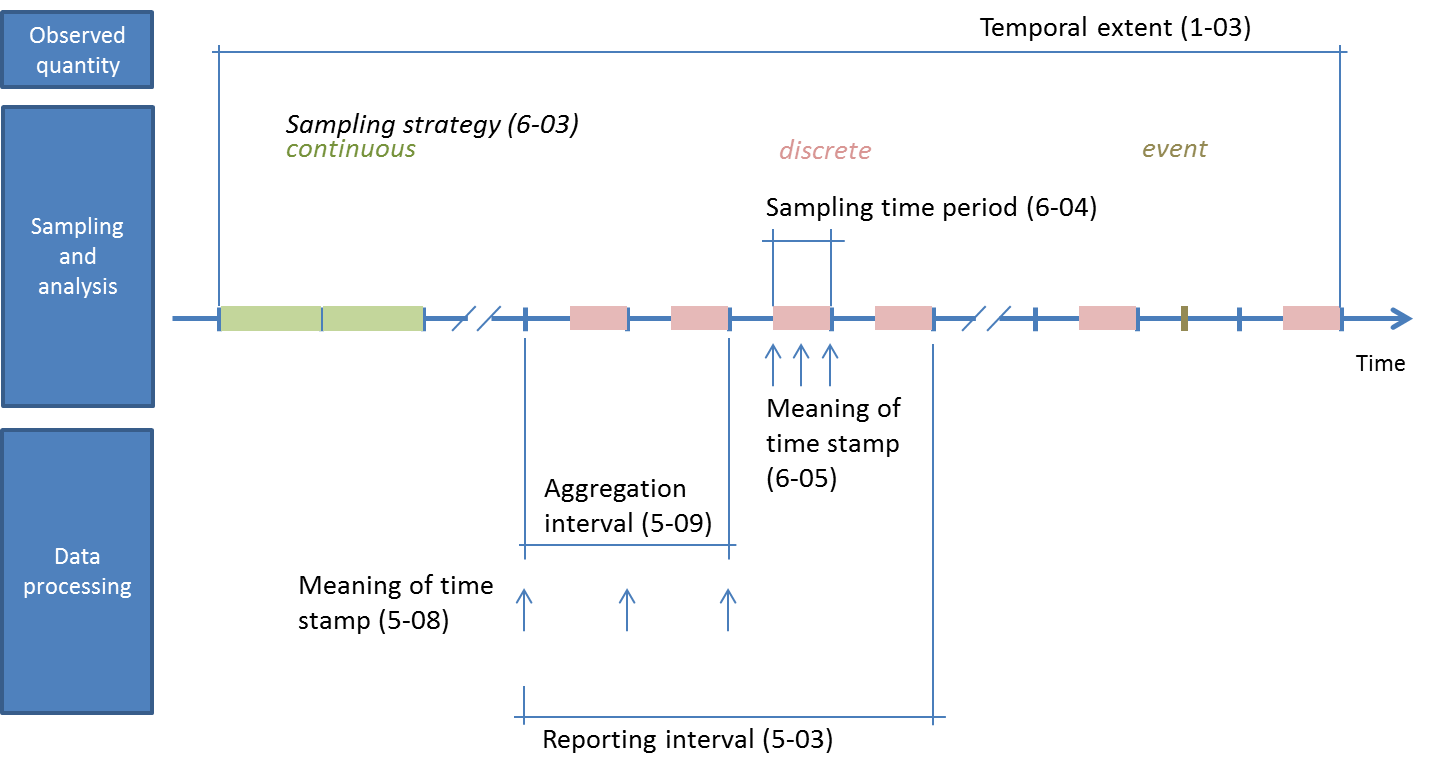 Observed
quantity
Temporal extent (1-03)
Sampling
and
analysis
Sampling strategy (6-03)
continuous
discrete
event
Sampling time period (6-04)
Time
Meaning of
time stamp
(6-05)
Data
processing
Aggregation
interval (5-09)
Meaning of time
stamp (5-08)
Reporting interval (5-03)